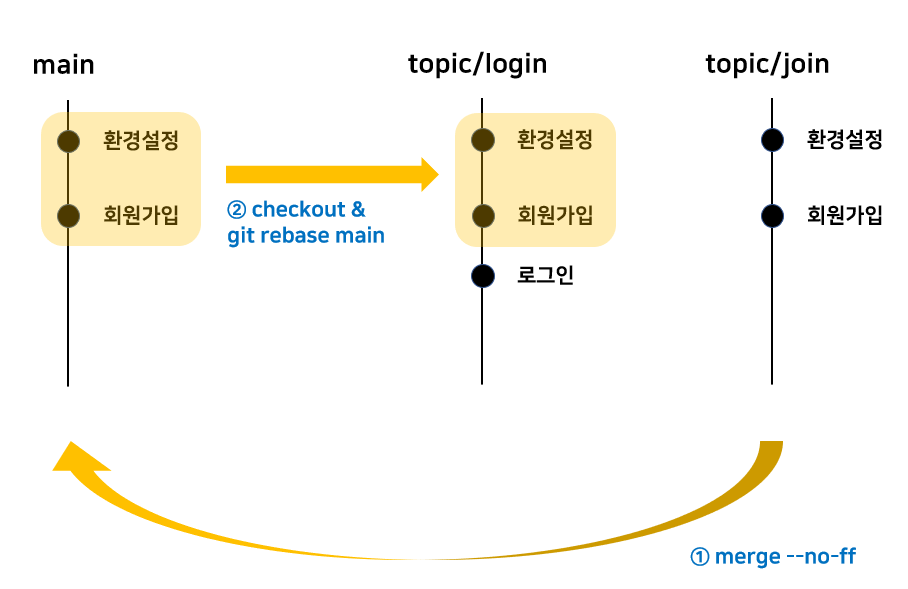 main
topic/login
topic/join
환경설정
환경설정
환경설정
회원가입
② checkout &
git rebase main
회원가입
회원가입
로그인
① merge --no-ff